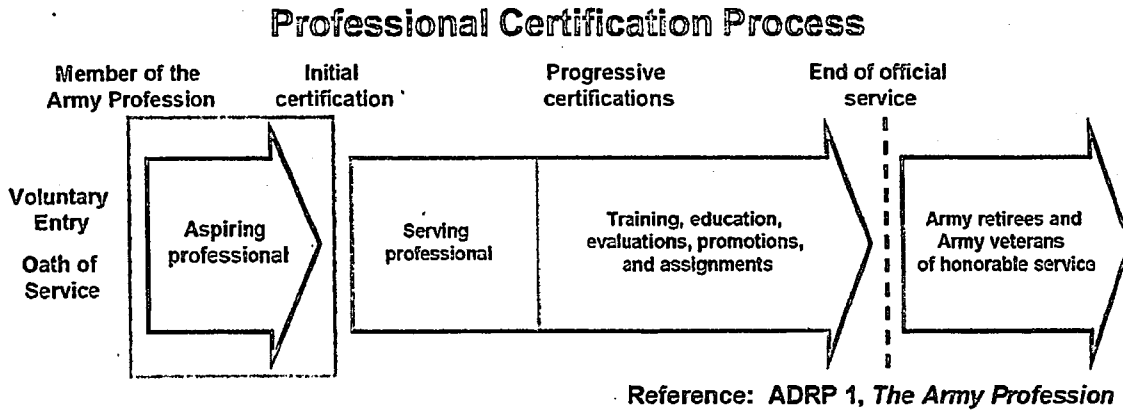 Professional Certification Process
Member of the
Army Profession
Initial
certification
Progressive
certifications
End of official
service
Voluntary
Entry
Oath of
Service
Aspiring
professional
Serving
professional
Training, education,
evaluations, promotions,
and assignments
Army retirees and
Army veterans
of honorable service
Reference: ADRP 1, The Army Profession